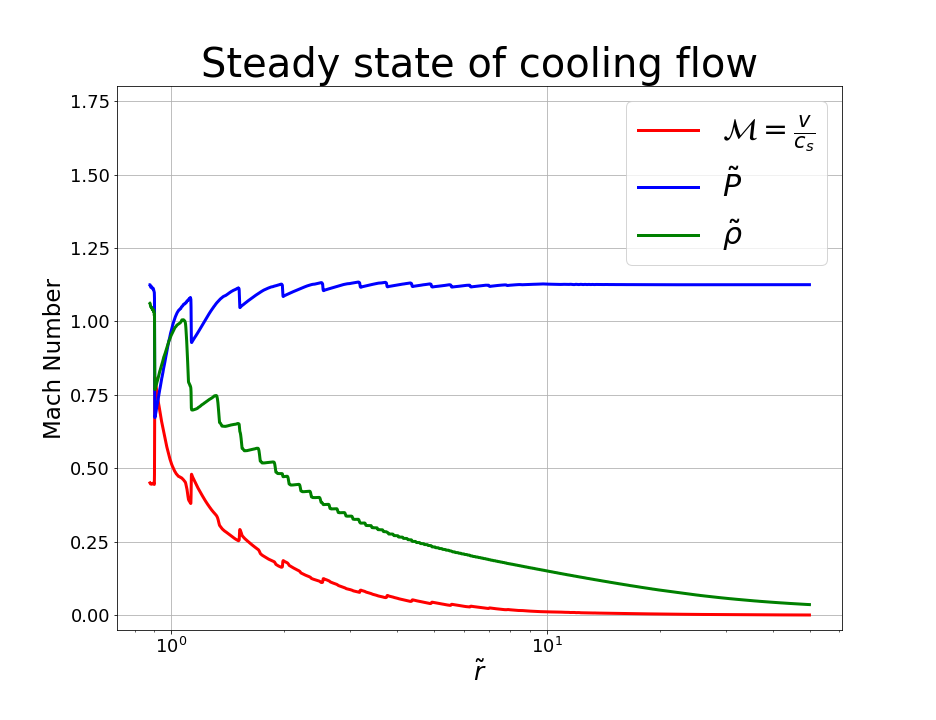 Steady state of cooling flow
1.75
1.50
1.25
1.00
0.75
0.50
0.25
0.00
Mach Number
ℳ = v/c_s
P̃
ρ̃
10⁰
10¹
r̃